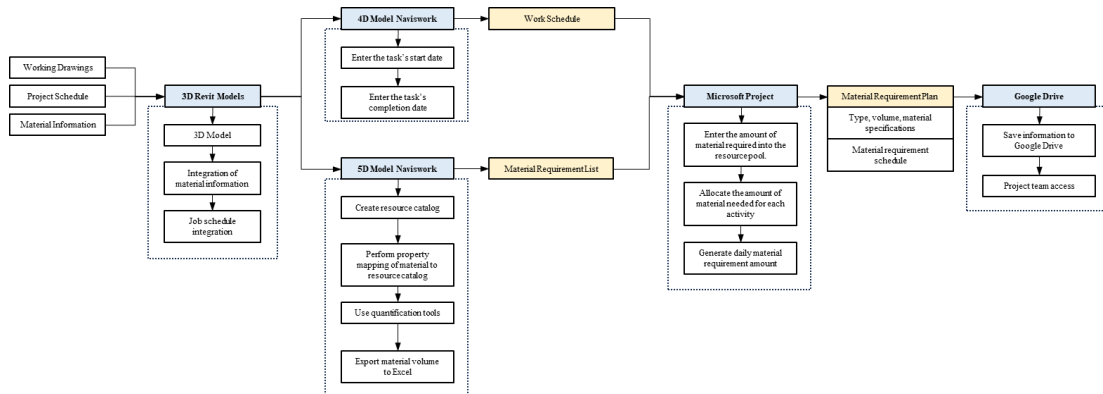 Working Drawings
Project Schedule
Material Information
3D Revit Models
3D Model
Integration of
material information
Job schedule
integration
4D Model Naviswork
Enter the task's start date
Enter the task's
completion date
Work Schedule
5D Model Naviswork
Create resource catalog
Perform property
mapping of material to
resource catalog
Use quantification tools
Export material volume
to Excel
Material Requirement List
Microsoft Project
Enter the amount of
material required into the
resource pool.
Allocate the amount of
material needed for each
activity
Generate daily material
requirement amount
Material Requirement Plan
Type, volume, material
specifications
Material requirement
schedule
Google Drive
Save information to
Google Drive
Project team access